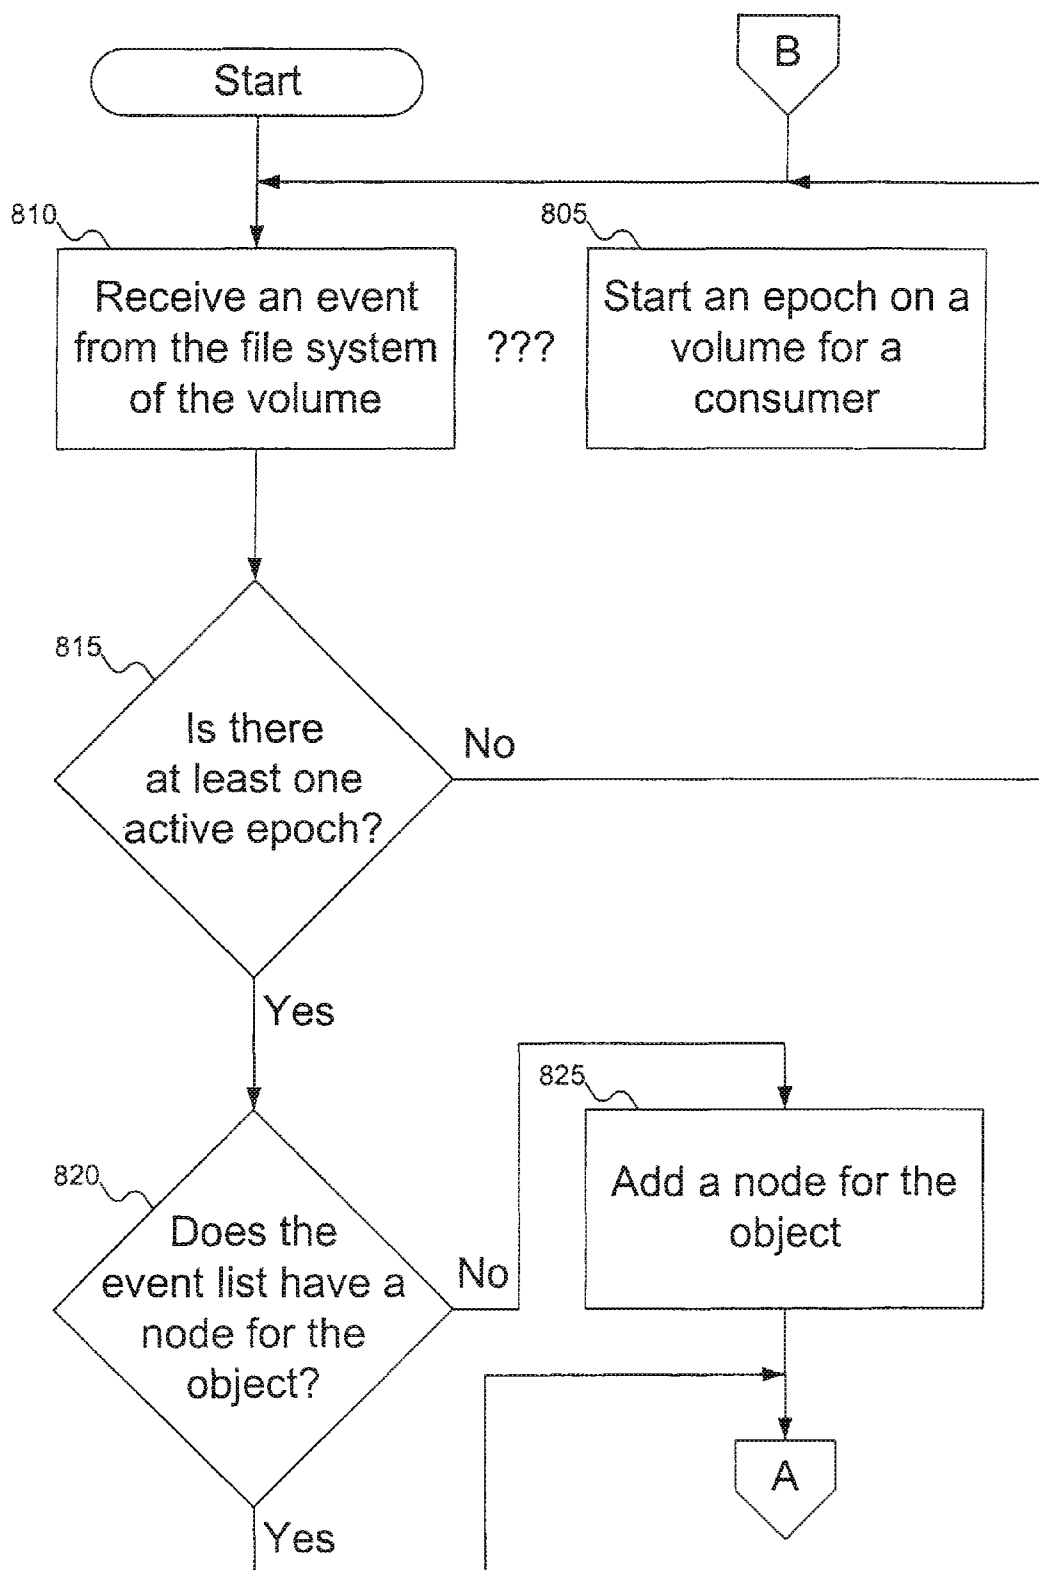 Start
B
810
Receive an event
from the file system
of the volume
???
805
Start an epoch on a
volume for a
consumer
815
Is there
at least one
active epoch?
No
Yes
820
Does the
event list have a
node for the
object?
No
825
Add a node for the
object
A
Yes